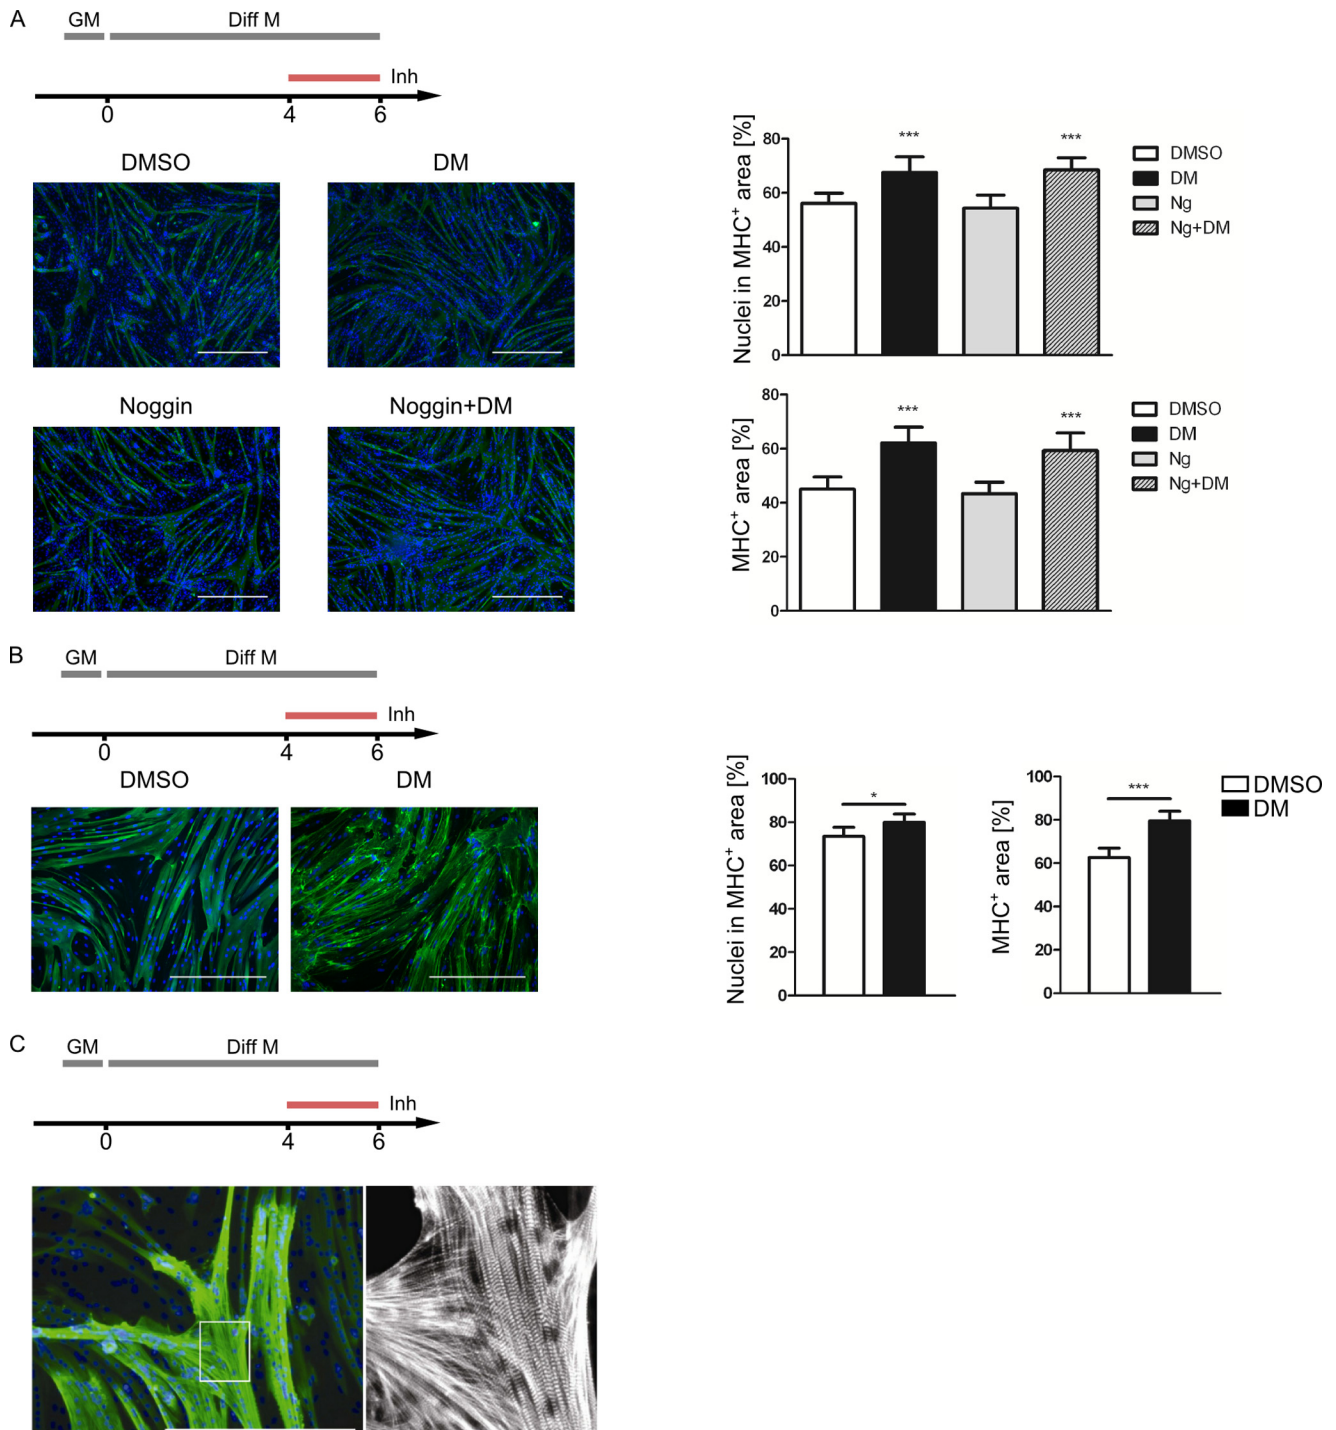 A
GM Diff M
Inh
0 4 6
DMSO DM
Noggin Noggin+DM
Nuclei in MHC+ area [%]
80
60
40
20
0
*** ***
DMSO
DM
Ng
Ng+DM
MHC+ area [%]
80
60
40
20
0
*** ***
DMSO
DM
Ng
Ng+DM
B
GM Diff M
Inh
0 4 6
DMSO DM
Nuclei in MHC+ area [%]
100
80
60
40
20
0
*
MHC+ area [%]
100
80
60
40
20
0
***
DMSO
DM
C
GM Diff M
Inh
0 4 6